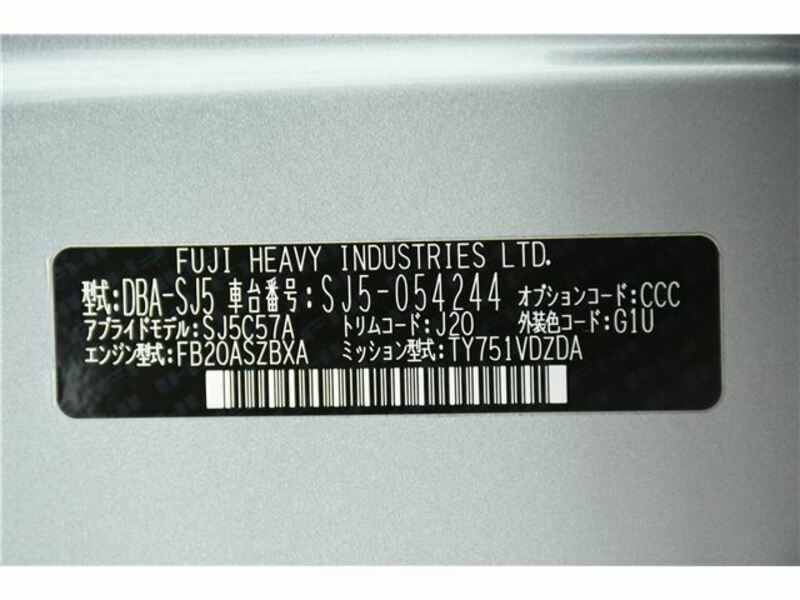 FUJI HEAVY INDUSTRIES LTD.
型式:DBA-SJ5 車台番号:SJ5-054244 オプションコード:CCC
アプライドモデル:SJ5C57A トリムコード:J20 外装色コード:G1U
エンジン型式:FB20ASZBXA ミッション型式:TY751VDZDA